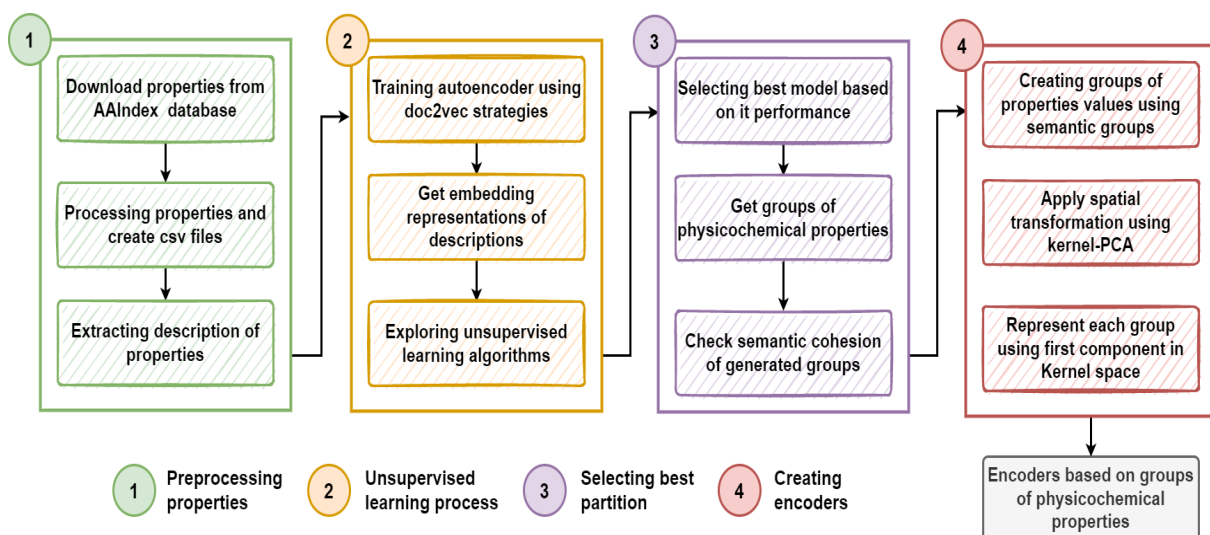 1
Download properties from
AAIndex database
Processing properties and
create csv files
Extracting description of
properties
2
Training autoencoder using
doc2vec strategies
Get embedding
representations of
descriptions
Exploring unsupervised
learning algorithms
3
Selecting best model based
on it performance
Get groups of
physicochemical properties
Check semantic cohesion
of generated groups
4
Creating groups of
properties values using
semantic groups
Apply spatial
transformation using
kernel-PCA
Represent each group
using first component in
Kernel space
Encoders based on groups
of physicochemical
properties
1
Preprocessing
properties
2
Unsupervised
learning process
3
Selecting best
partition
4
Creating
encoders